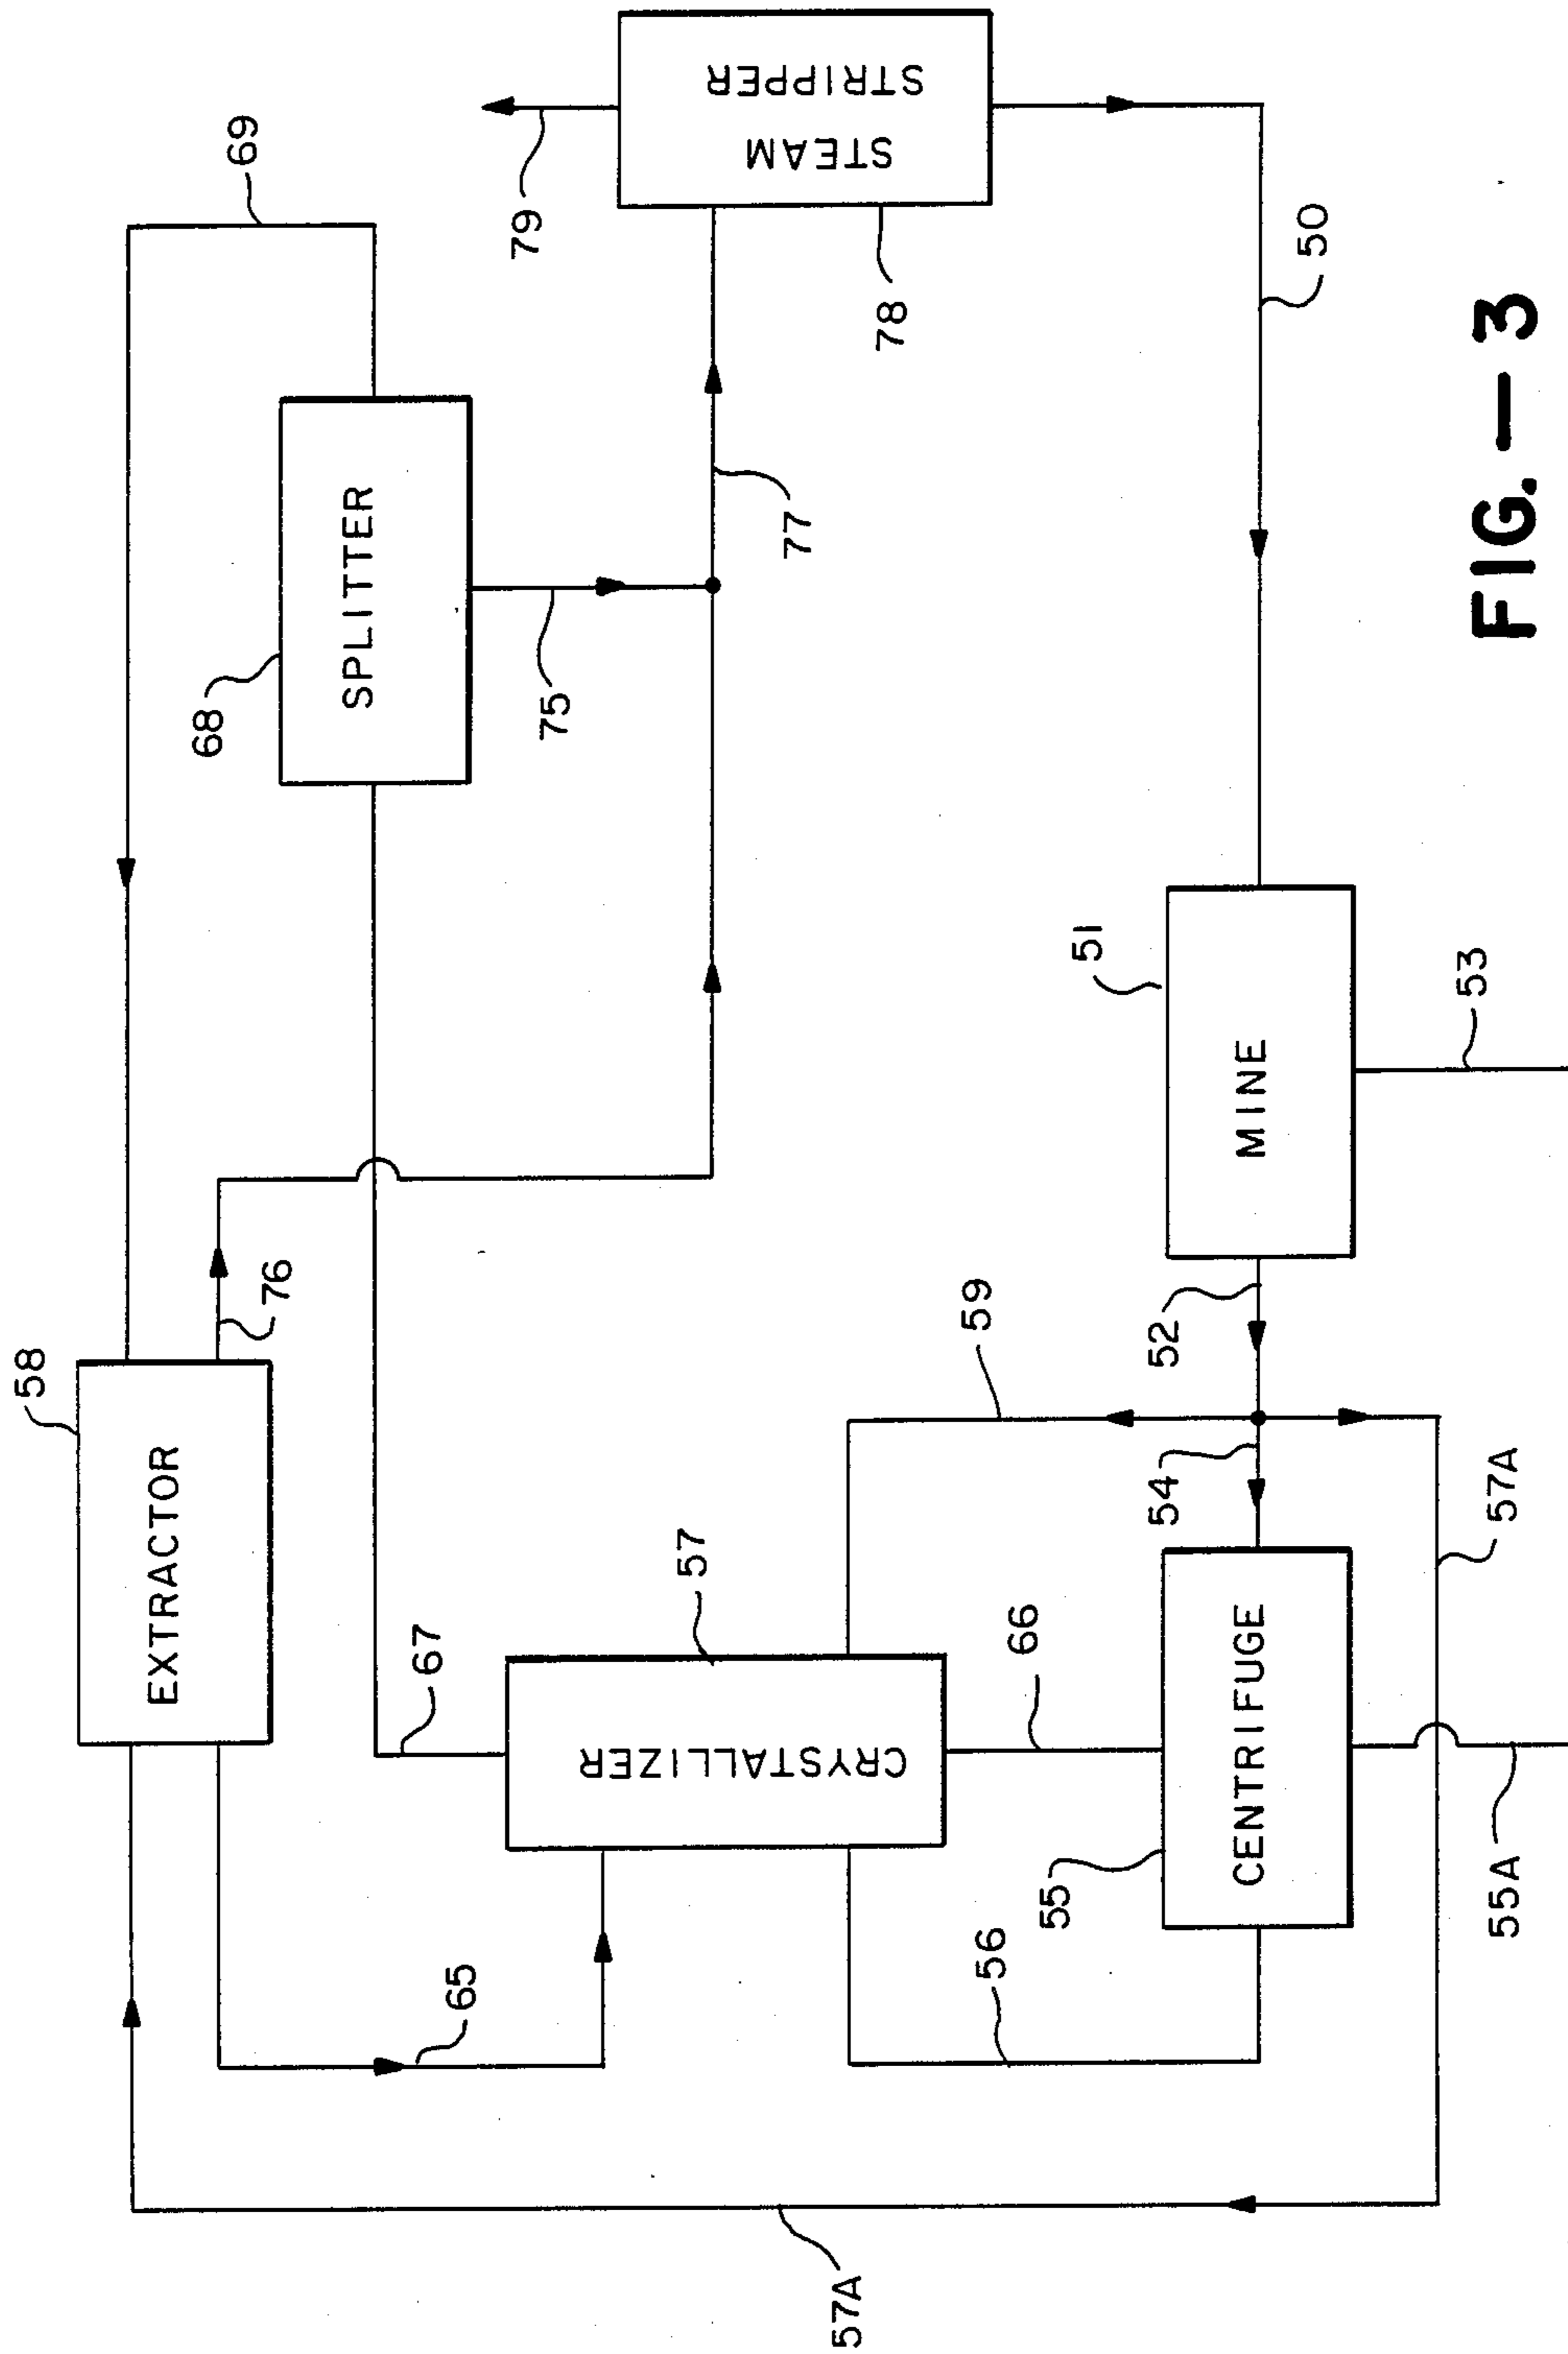 58
EXTRACTOR
69
76
68
SPLITTER
79
STEAM
STRIPPER
78
67
65
75
77
57
CRYSTALLIZER
59
66
56
50
52
54
51
MINE
55
CENTRIFUGE
53
57A
57A
55A
FIG. — 3